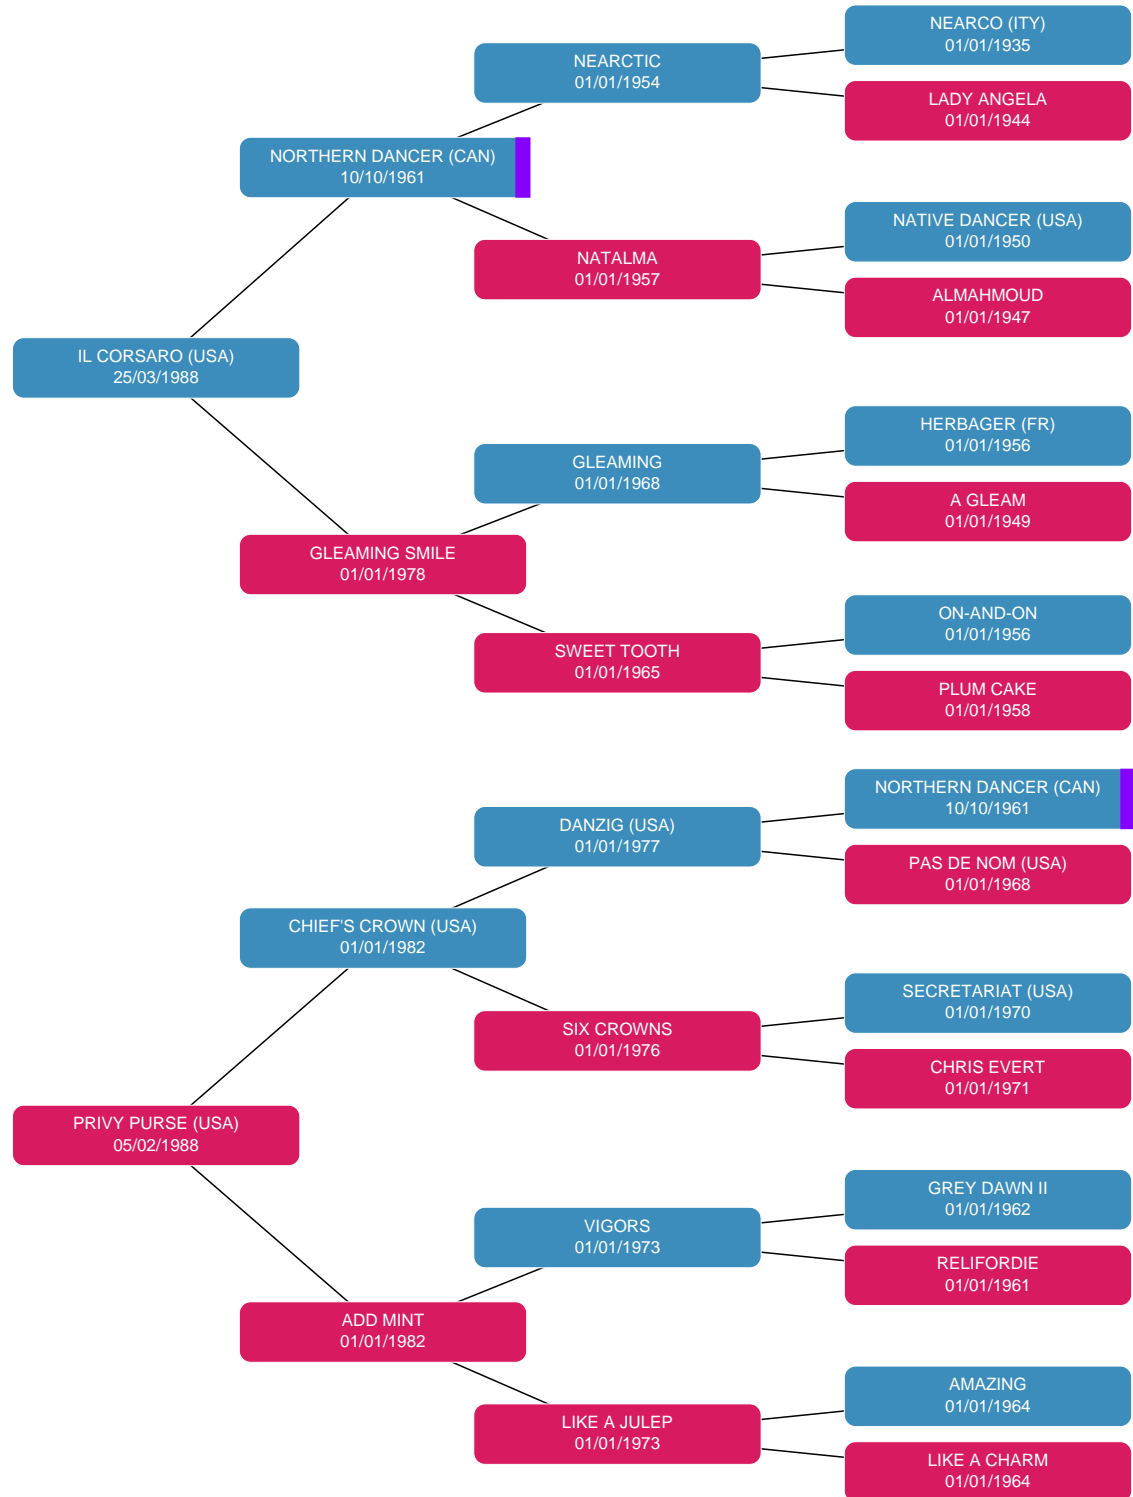 NEARCO (ITY)
01/01/1935
NEARCTIC
01/01/1954
LADY ANGELA
01/01/1944
NORTHERN DANCER (CAN)
10/10/1961
NATIVE DANCER (USA)
01/01/1950
NATALMA
01/01/1957
ALMAHMOUD
01/01/1947
IL CORSARO (USA)
25/03/1988
HERBAGER (FR)
01/01/1956
GLEAMING
01/01/1968
A GLEAM
01/01/1949
GLEAMING SMILE
01/01/1978
ON-AND-ON
01/01/1956
SWEET TOOTH
01/01/1965
PLUM CAKE
01/01/1958
NORTHERN DANCER (CAN)
10/10/1961
DANZIG (USA)
01/01/1977
PAS DE NOM (USA)
01/01/1968
CHIEF'S CROWN (USA)
01/01/1982
SECRETARIAT (USA)
01/01/1970
SIX CROWNS
01/01/1976
CHRIS EVERT
01/01/1971
PRIVY PURSE (USA)
05/02/1988
GREY DAWN II
01/01/1962
VIGORS
01/01/1973
RELIFORDIE
01/01/1961
ADD MINT
01/01/1982
AMAZING
01/01/1964
LIKE A JULEP
01/01/1973
LIKE A CHARM
01/01/1964